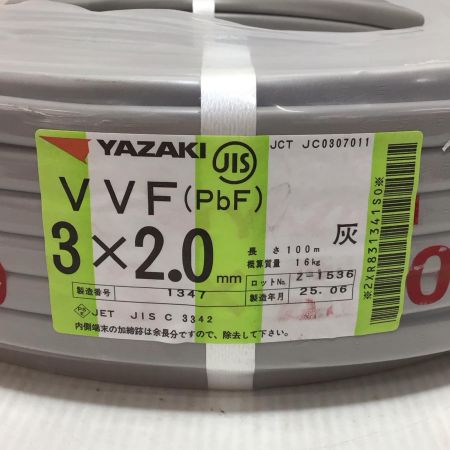 YAZAKI JIS JCT JC0307011
VVF(PbF)
3×2.0mm
長さ 100m 灰
概算質量 16kg
ロットNo. Z-1536
製造番号 1347 製造年月 25.06
JET JIS C 3342
内側端末の加締跡は余長分ですので、除去して下さい。
※2XR831341S0※
0